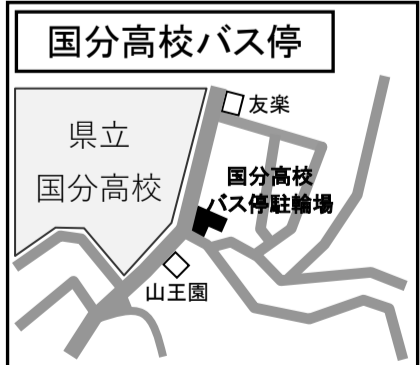 国分高校バス停
友楽
県立
国分高校
国分高校
バス停駐輪場
山王園